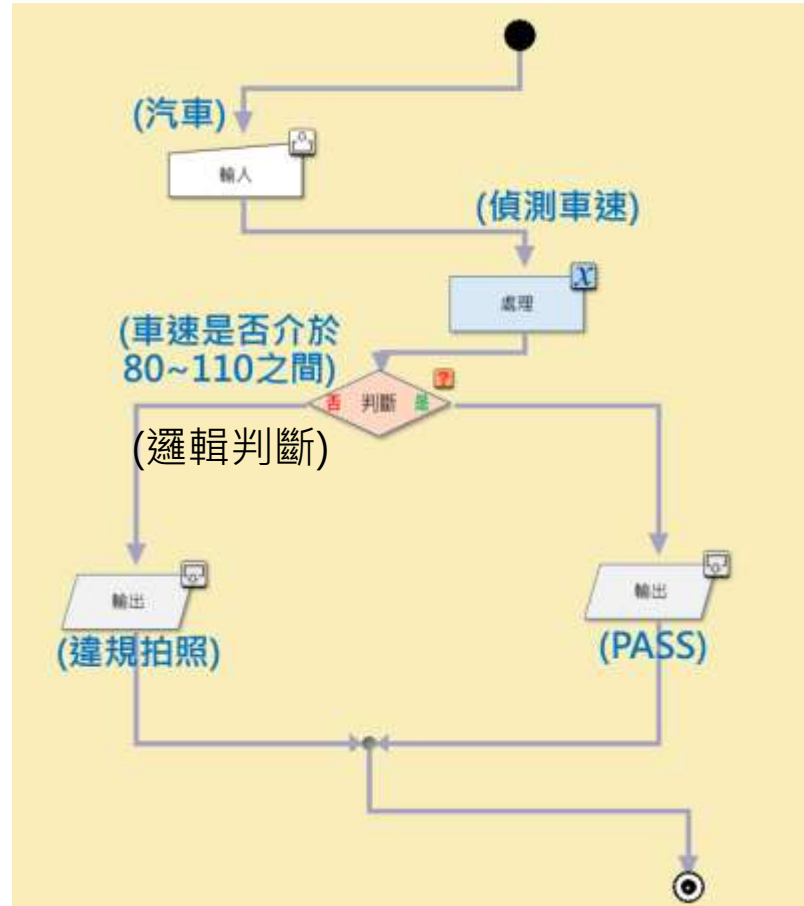 (汽車)
輸入
(偵測車速)
X
處理
(車速是否介於
80~110之間)
?
否 判斷 是
(邏輯判斷)
輸出
(違規拍照)
輸出
(PASS)